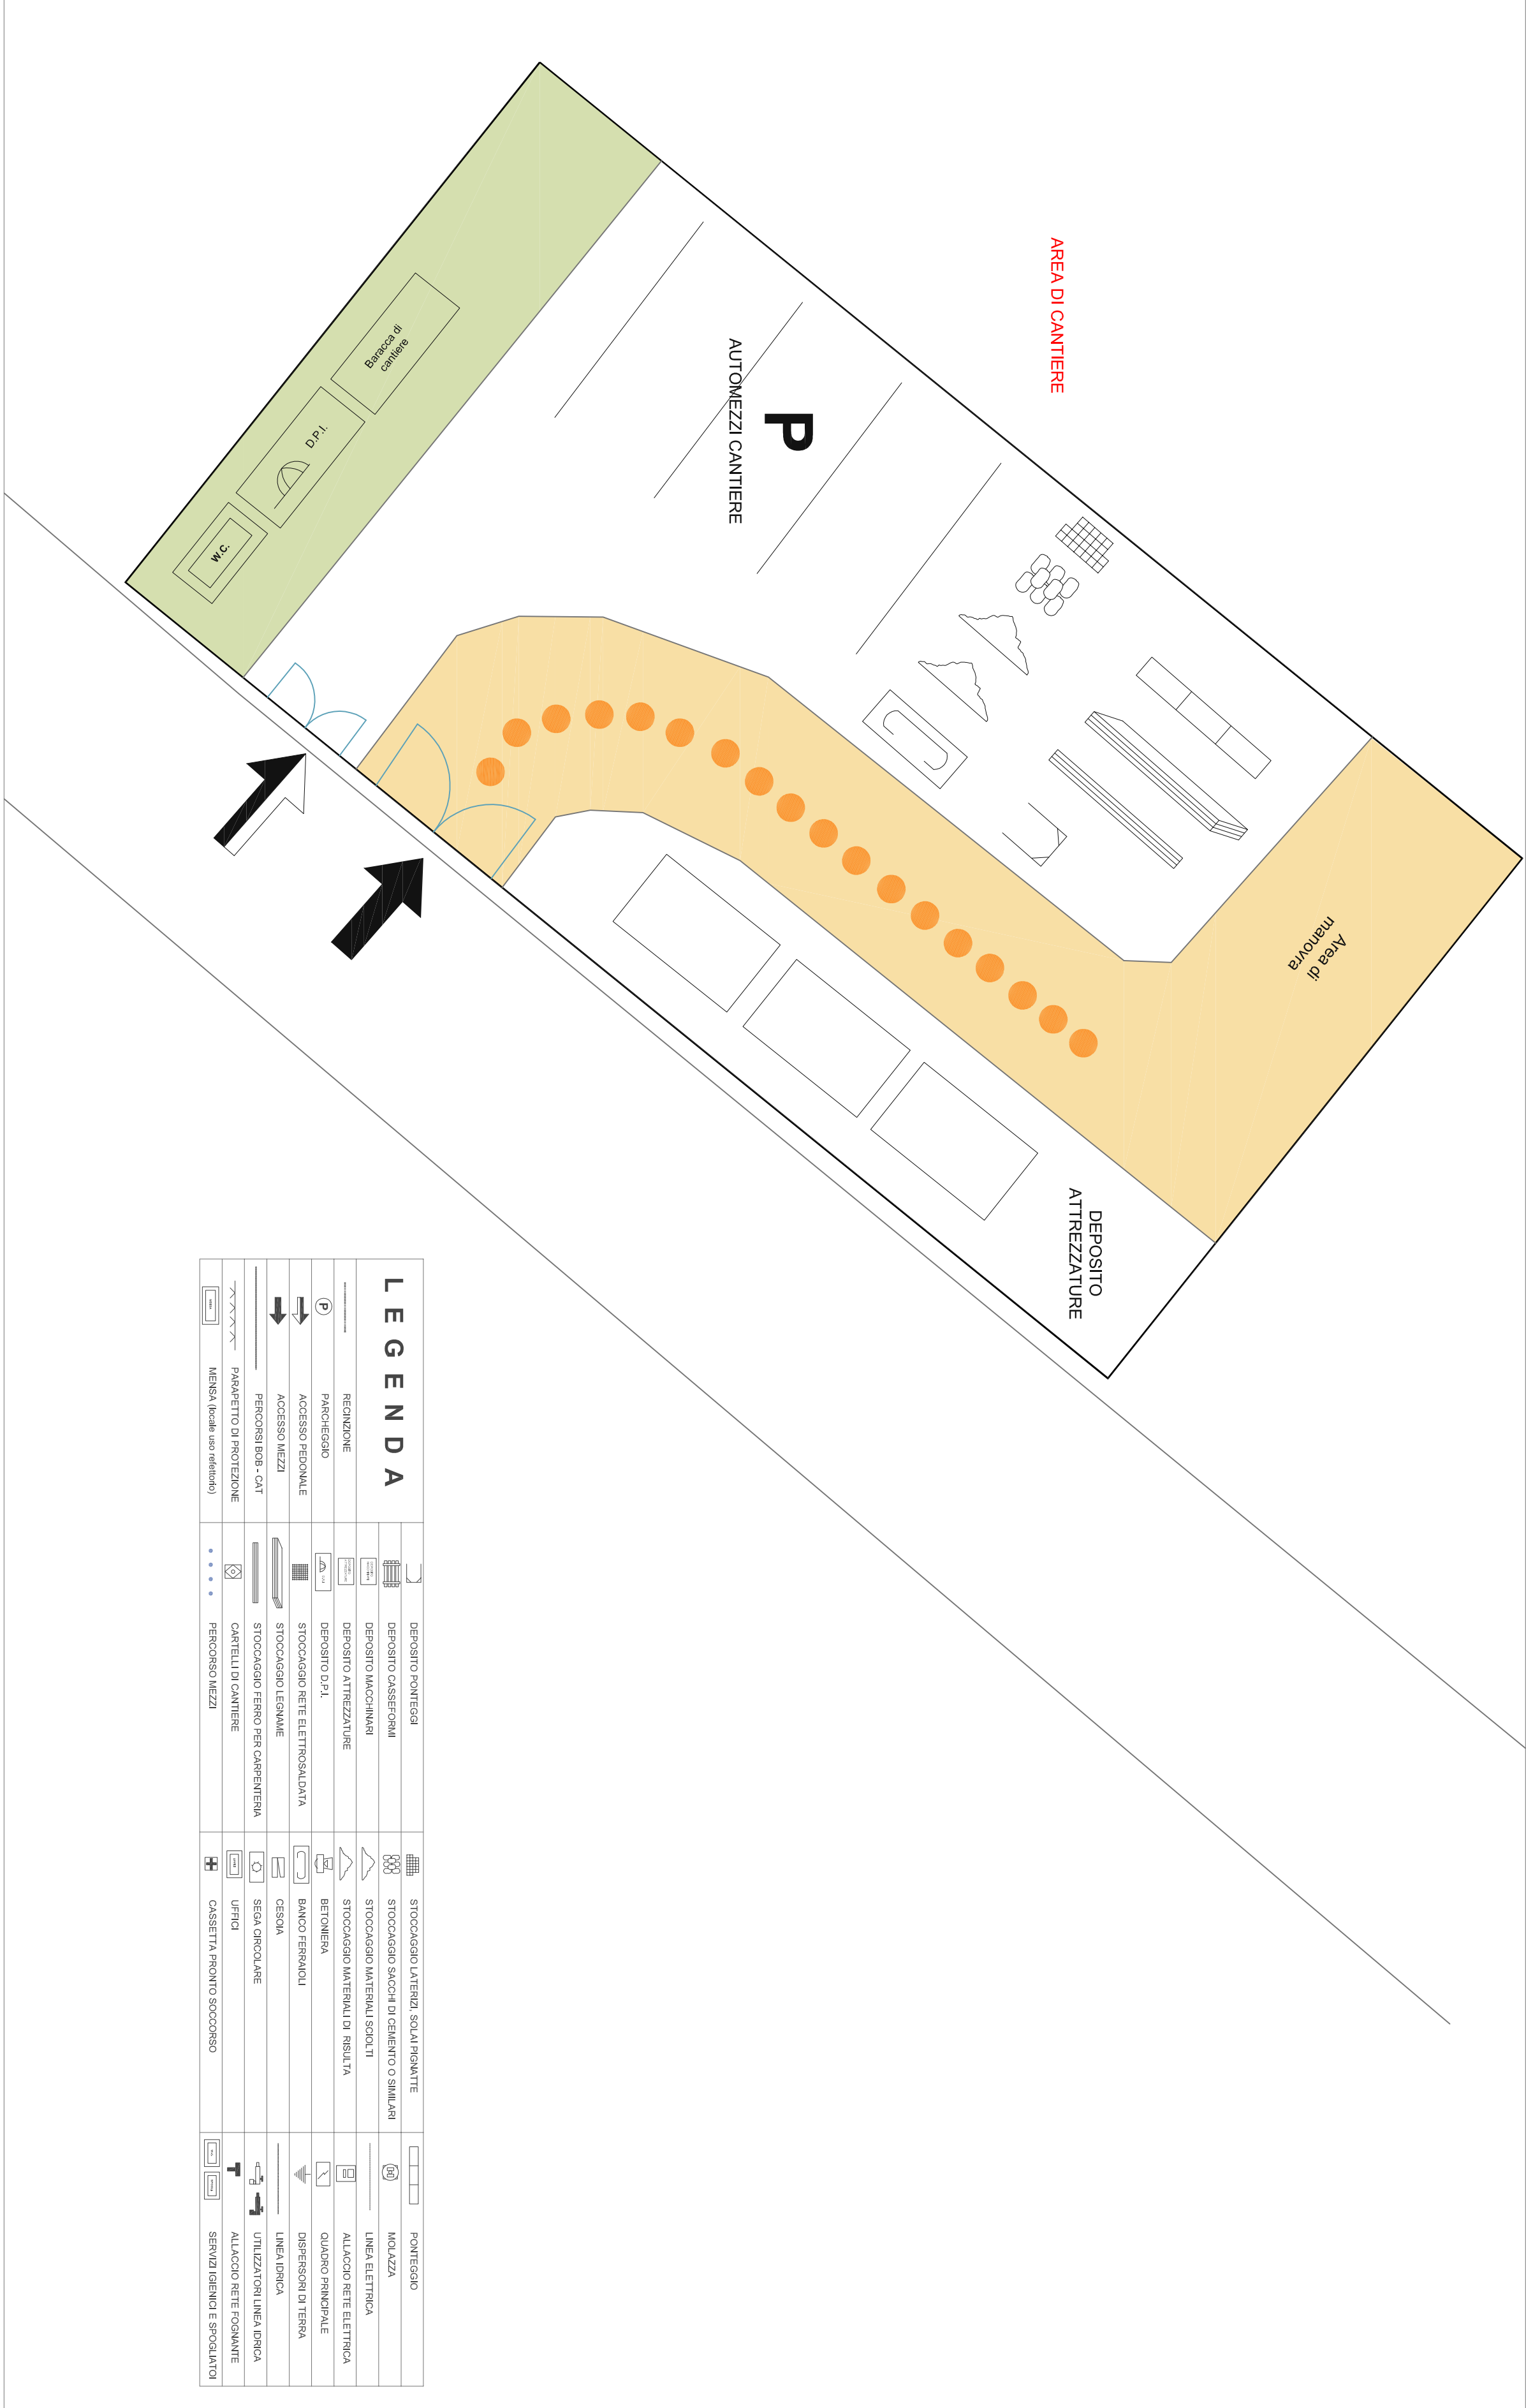 AREA DI CANTIERE
P
AUTOMEZZI CANTIERE
Baracca di
cantiere
D.P.I.
W.C.
Area di
manovra
DEPOSITO
ATTREZZATURE
LEGENDA
RECINZIONE
P
PARCHEGGIO
ACCESSO PEDONALE
ACCESSO MEZZI
PERCORSI BOB - CAT
PARAPETTO DI PROTEZIONE
MENSA (locale uso refettorio)
DEPOSITO PONTEGGI
DEPOSITO CASSEFORMI
DEPOSITO MACCHINARI
DEPOSITO ATTREZZATURE
DEPOSITO D.P.I.
STOCCAGGIO RETE ELETTROSALDATA
STOCCAGGIO LEGNAME
STOCCAGGIO FERRO PER CARPENTERIA
CARTELLI DI CANTIERE
PERCORSO MEZZI
STOCCAGGIO LATERIZI, SOLAI PIGNATTE
STOCCAGGIO SACCHI DI CEMENTO O SIMILARI
STOCCAGGIO MATERIALI SCIOLTI
STOCCAGGIO MATERIALI DI RISULTA
BETONIERA
BANCO FERRAIOLI
CESOIA
SEGA CIRCOLARE
UFFICI
CASSETTA PRONTO SOCCORSO
PONTEGGIO
MOLAZZA
LINEA ELETTRICA
ALLACCIO RETE ELETTRICA
QUADRO PRINCIPALE
DISPERSORI DI TERRA
LINEA IDRICA
UTILIZZATORI LINEA IDRICA
ALLACCIO RETE FOGNANTE
SERVIZI IGIENICI E SPOGLIATOI